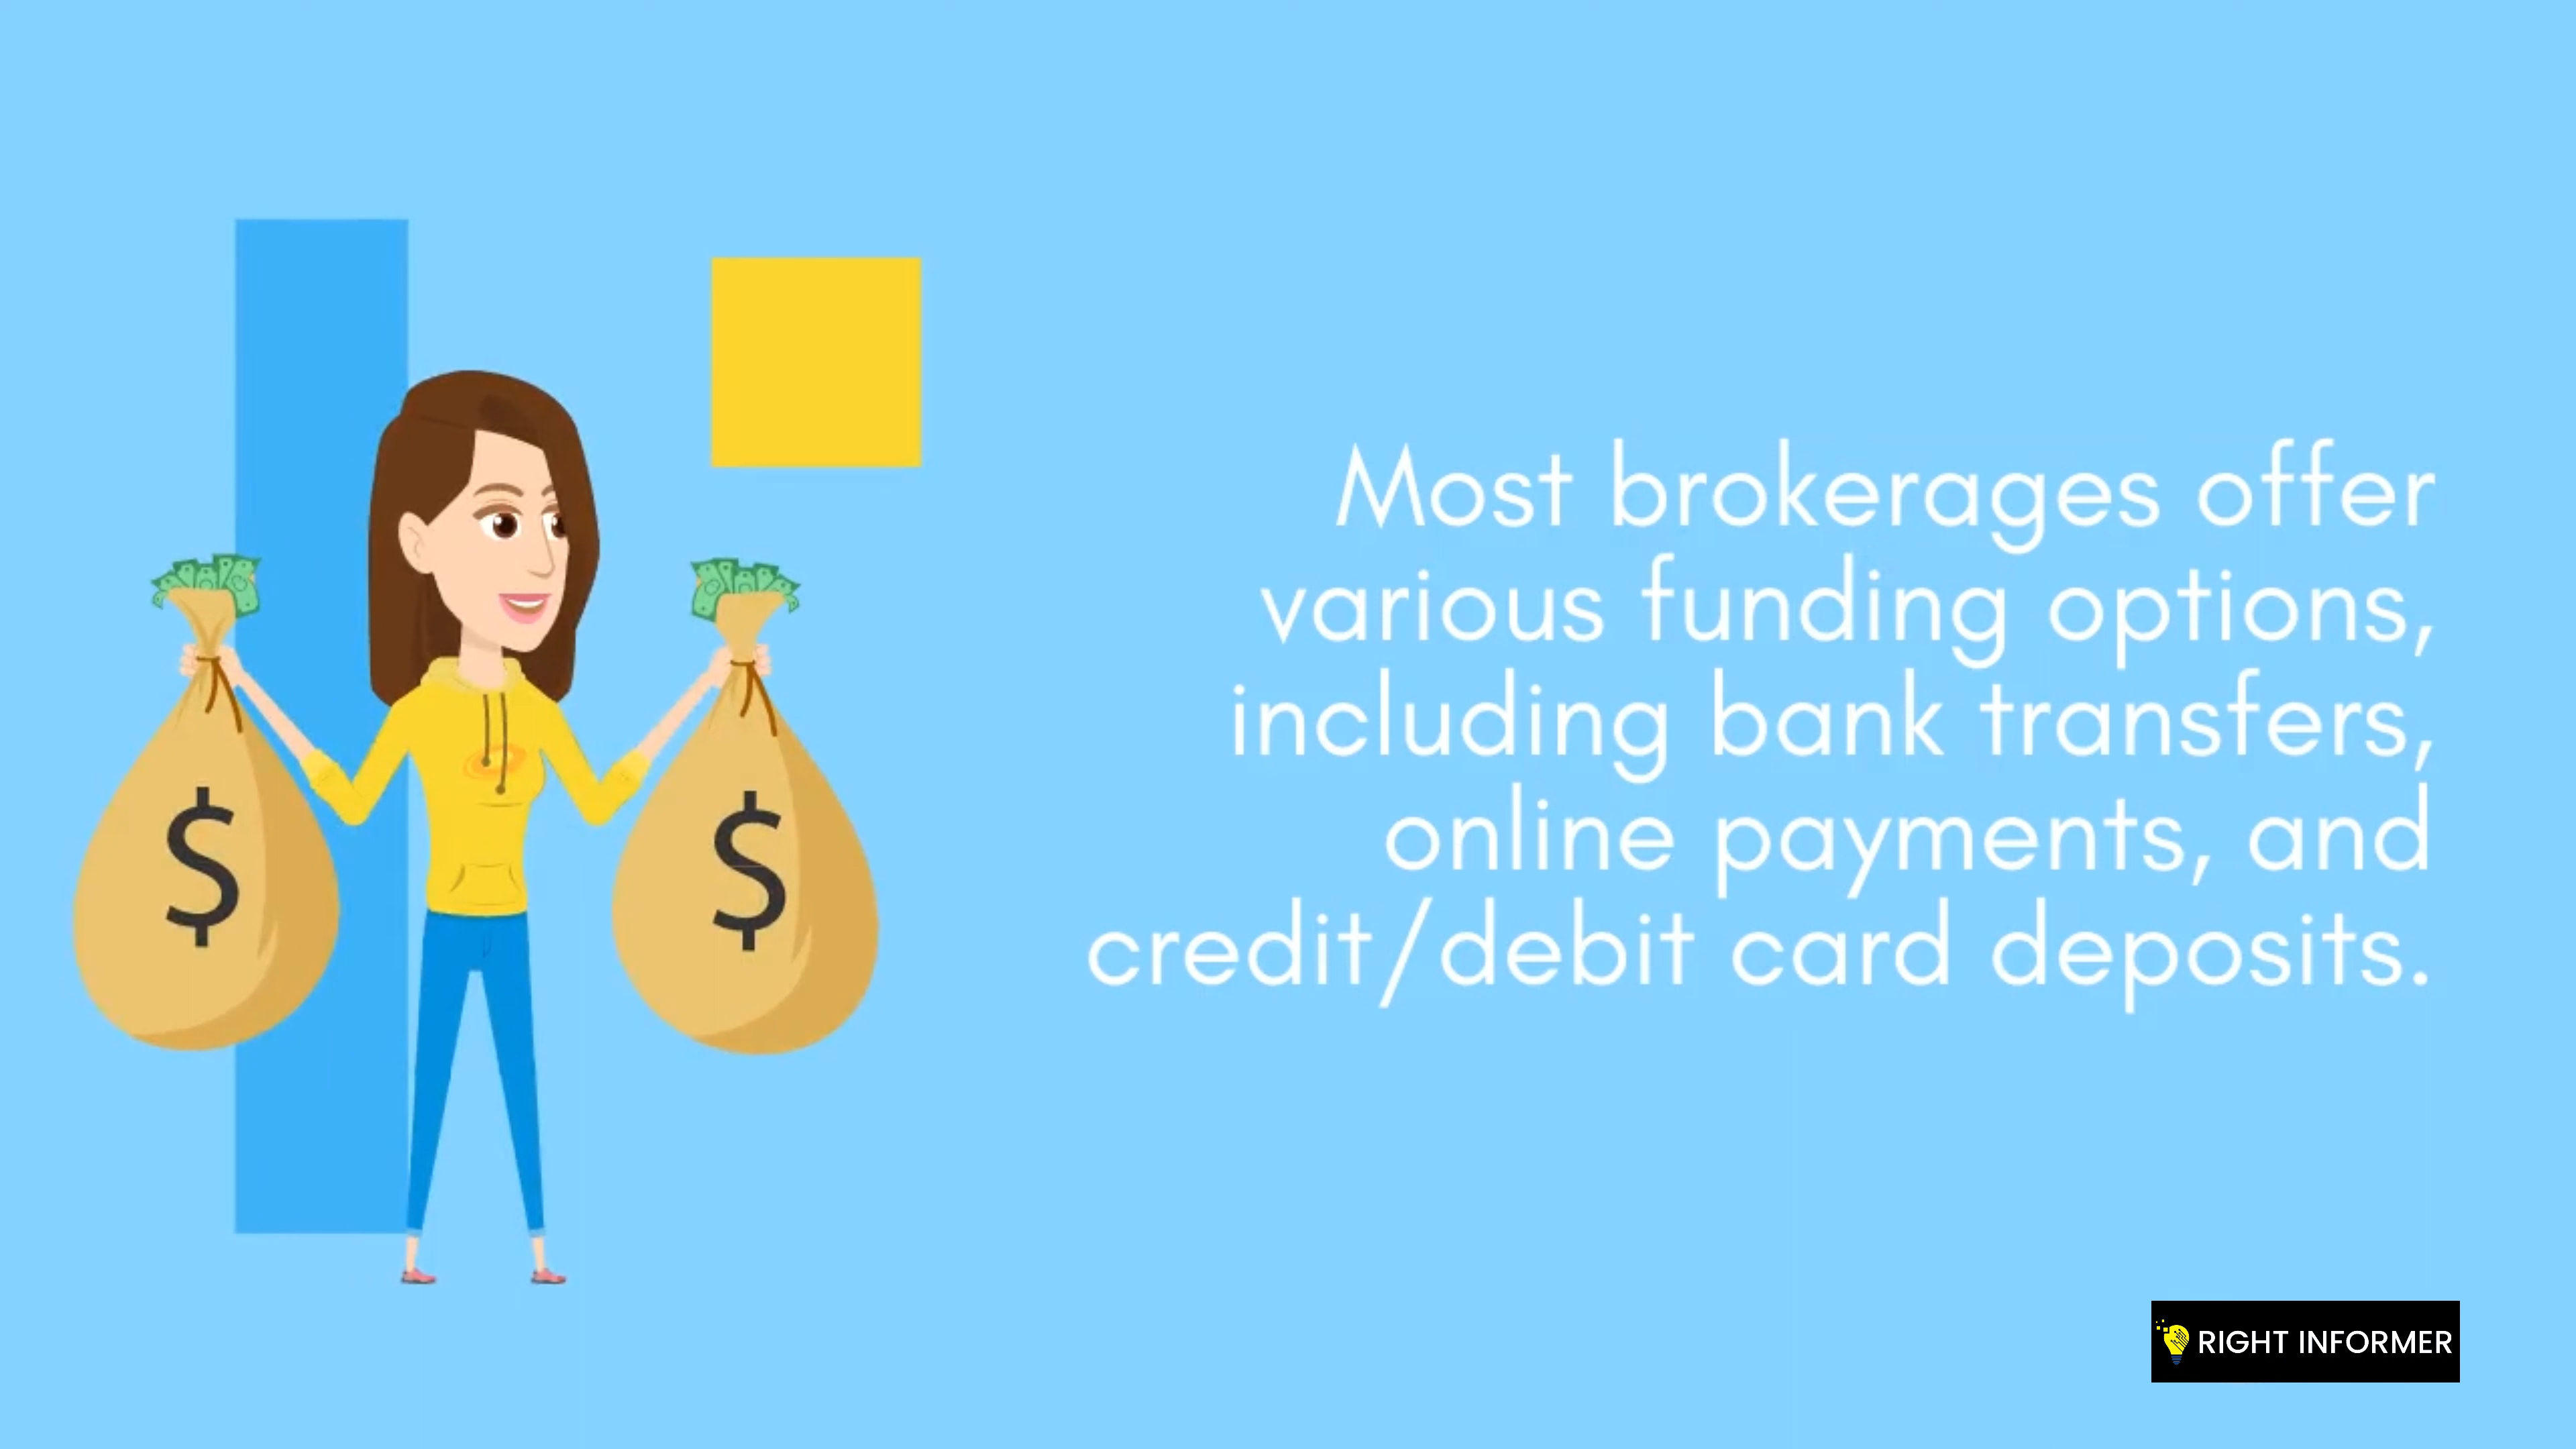 Most brokerages offer
various funding options,
including bank transfers,
online payments, and
credit/debit card deposits.
$
$
RIGHT INFORMER